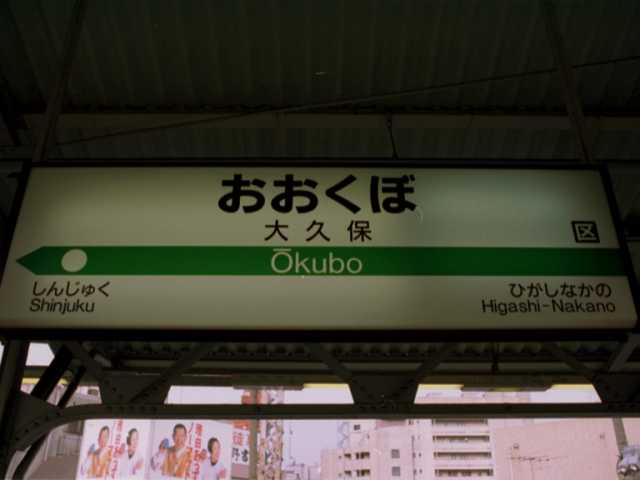 おおくぼ
大久保
区
Ōkubo
しんじゅく
Shinjuku
ひがしなかの
Higashi-Nakano